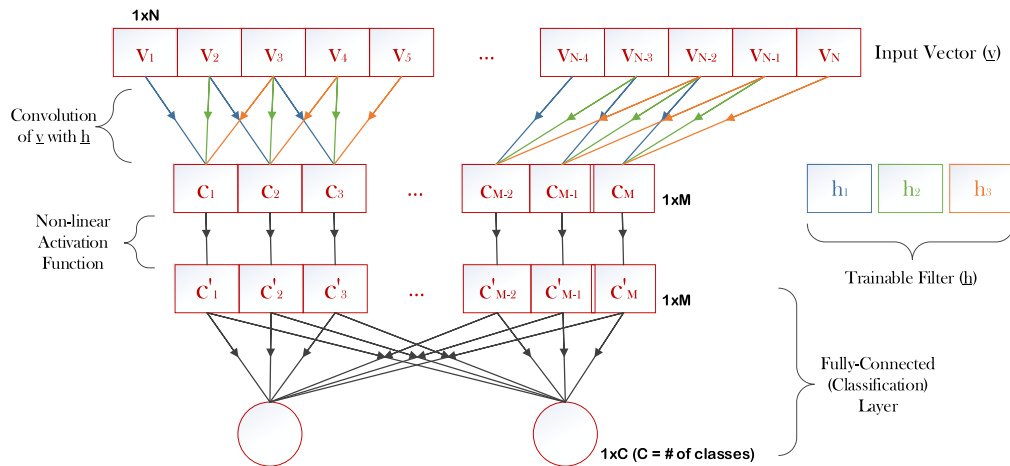 1xN
v1 v2 v3 v4 v5 ... vN-4 vN-3 vN-2 vN-1 vN
Input Vector (v)
Convolution
of v with h
c1 c2 c3 ... cM-2 cM-1 cM
1xM
h1 h2 h3
Trainable Filter (h)
Non-linear
Activation
Function
c'1 c'2 c'3 ... c'M-2 c'M-1 c'M
1xM
Fully-Connected
(Classification)
Layer
1xC (C = # of classes)